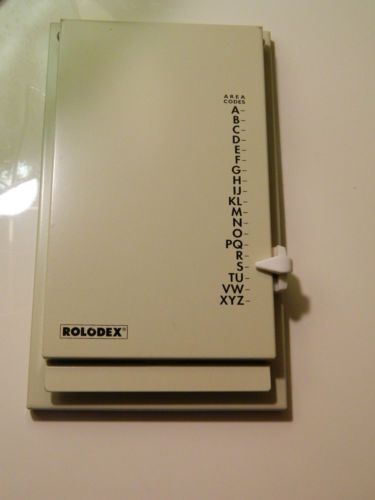 AREA
CODES
A–
B–
C–
D–
E–
F–
G–
H–
IJ–
KL–
M–
N–
O–
PQ–
R–
S–
TU–
VW–
XYZ–
ROLODEX®